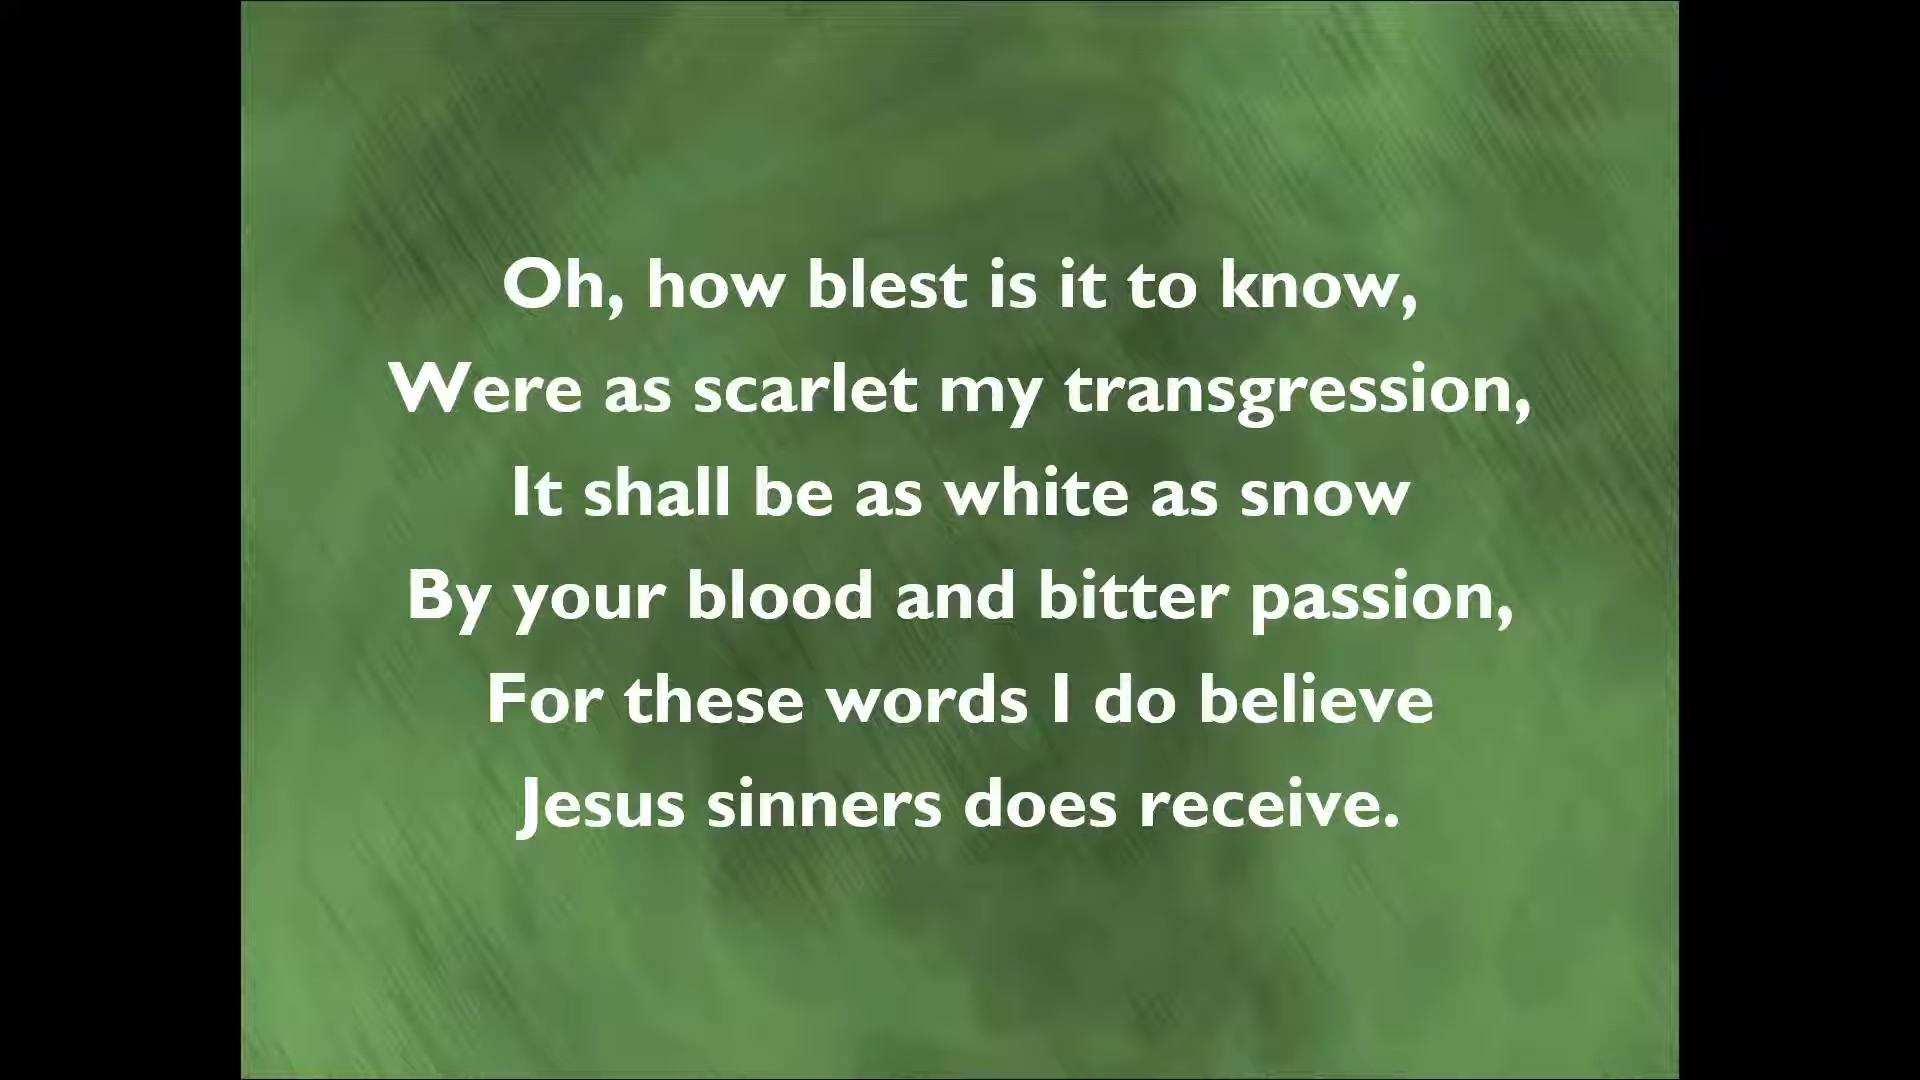 Oh, how blest is it to know,
Were as scarlet my transgression,
It shall be as white as snow
By your blood and bitter passion,
For these words I do believe
Jesus sinners does receive.